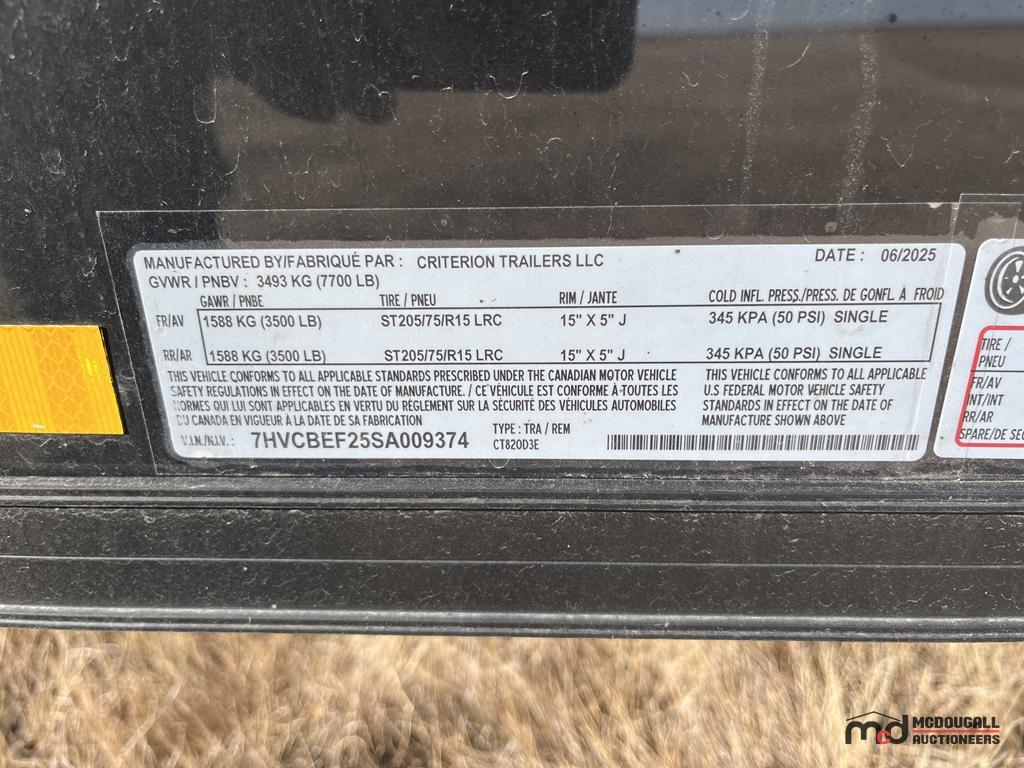 MANUFACTURED BY/FABRIQUÉ PAR : CRITERION TRAILERS LLC DATE : 06/2025
GVWR / PNBV : 3493 KG (7700 LB)
GAWR / PNBE TIRE / PNEU RIM / JANTE COLD INFL. PRESS./PRESS. DE GONFL. À FROID
FR/AV 1588 KG (3500 LB) ST205/75/R15 LRC 15" X 5" J 345 KPA (50 PSI) SINGLE
RR/AR 1588 KG (3500 LB) ST205/75/R15 LRC 15" X 5" J 345 KPA (50 PSI) SINGLE
THIS VEHICLE CONFORMS TO ALL APPLICABLE STANDARDS PRESCRIBED UNDER THE CANADIAN MOTOR VEHICLE
SAFETY REGULATIONS IN EFFECT ON THE DATE OF MANUFACTURE. / CE VÉHICULE EST CONFORME À TOUTES LES
NORMES QUI LUI SONT APPLICABLES EN VERTU DU RÈGLEMENT SUR LA SÉCURITÉ DES VÉHICULES AUTOMOBILES
DU CANADA EN VIGUEUR À LA DATE DE SA FABRICATION
THIS VEHICLE CONFORMS TO ALL APPLICABLE
U.S FEDERAL MOTOR VEHICLE SAFETY
STANDARDS IN EFFECT ON THE DATE OF
MANUFACTURE SHOWN ABOVE
V.I.N./N.I.V. : 7HVCBEF25SA009374 TYPE : TRA / REM
CT820D3E
TIRE /
PNEU
FR/AV
INT/INT
RR/AR
SPARE/DE SEC
mcd MCDOUGALL
AUCTIONEERS